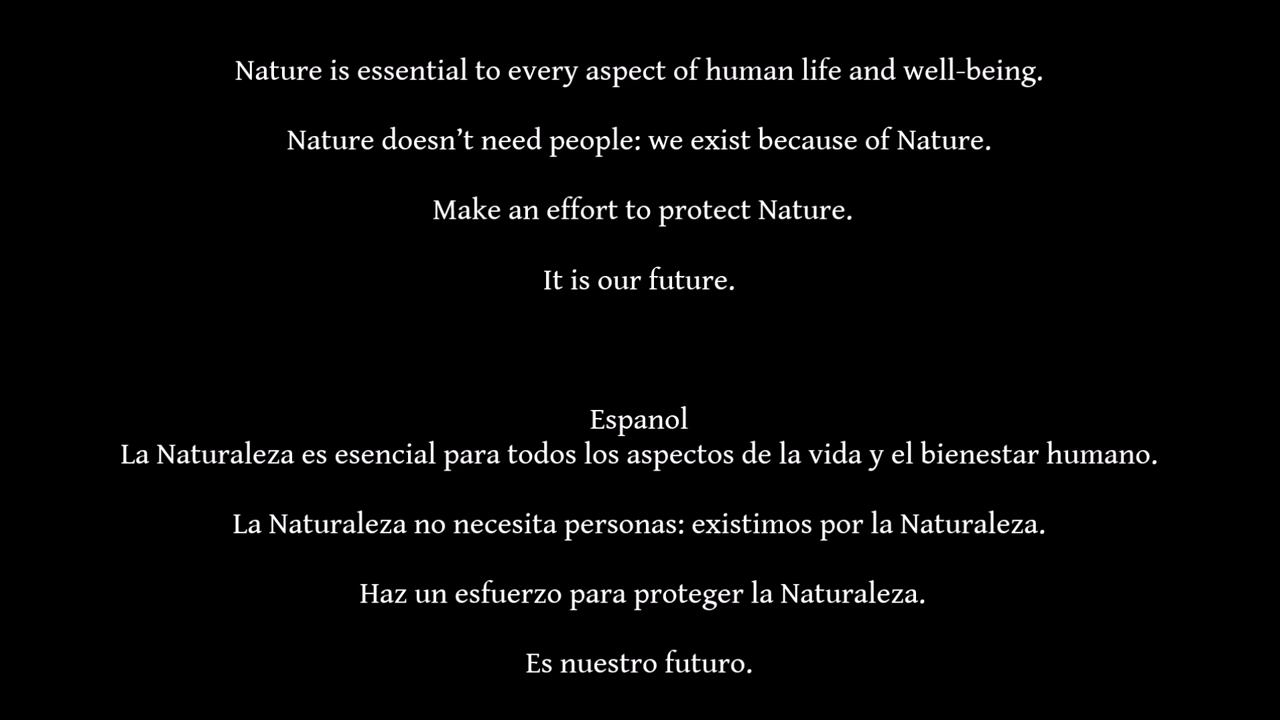 Nature is essential to every aspect of human life and well-being.
Nature doesn’t need people: we exist because of Nature.
Make an effort to protect Nature.
It is our future.
Espanol
La Naturaleza es esencial para todos los aspectos de la vida y el bienestar humano.
La Naturaleza no necesita personas: existimos por la Naturaleza.
Haz un esfuerzo para proteger la Naturaleza.
Es nuestro futuro.